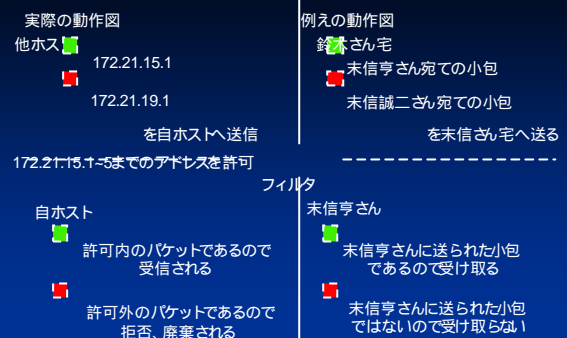 実際の動作図
他ホスト
172.21.15.1
172.21.19.1
を自ホストへ送信
172.21.15.1~5までのアドレスを許可
例えの動作図
鈴木さん宅
末信亨さん宛ての小包
末信誠二さん宛ての小包
を末信さん宅へ送る
フィルタ
自ホスト
許可内のパケットであるので
受信される
許可外のパケットであるので
拒否、廃棄される
末信亨さん
末信亨さんに送られた小包
であるので受け取る
末信亨さんに送られた小包
ではないので受け取らない